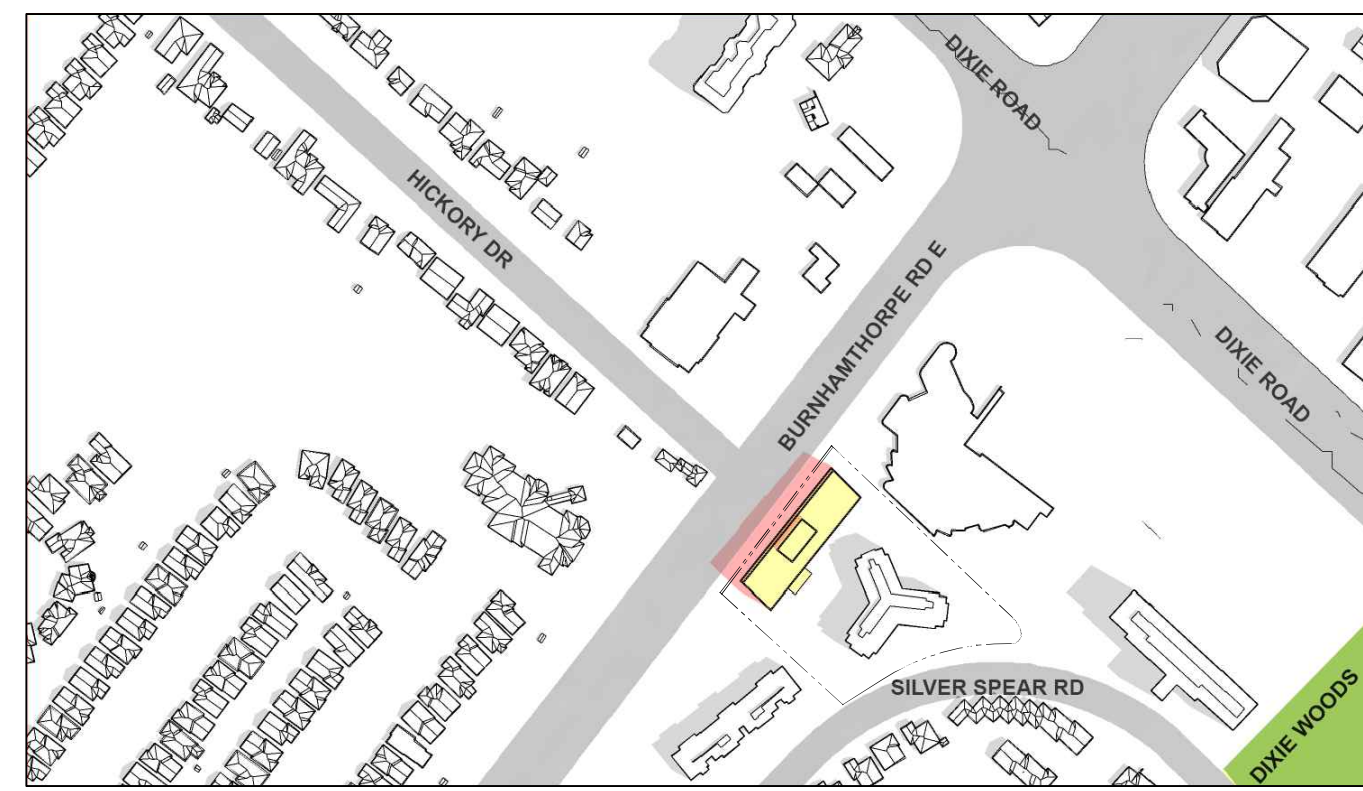 DIXIE ROAD
HICKORY DR
BURNHAMTHORPE RD E
DIXIE ROAD
SILVER SPEAR RD
DIXIE WOODS